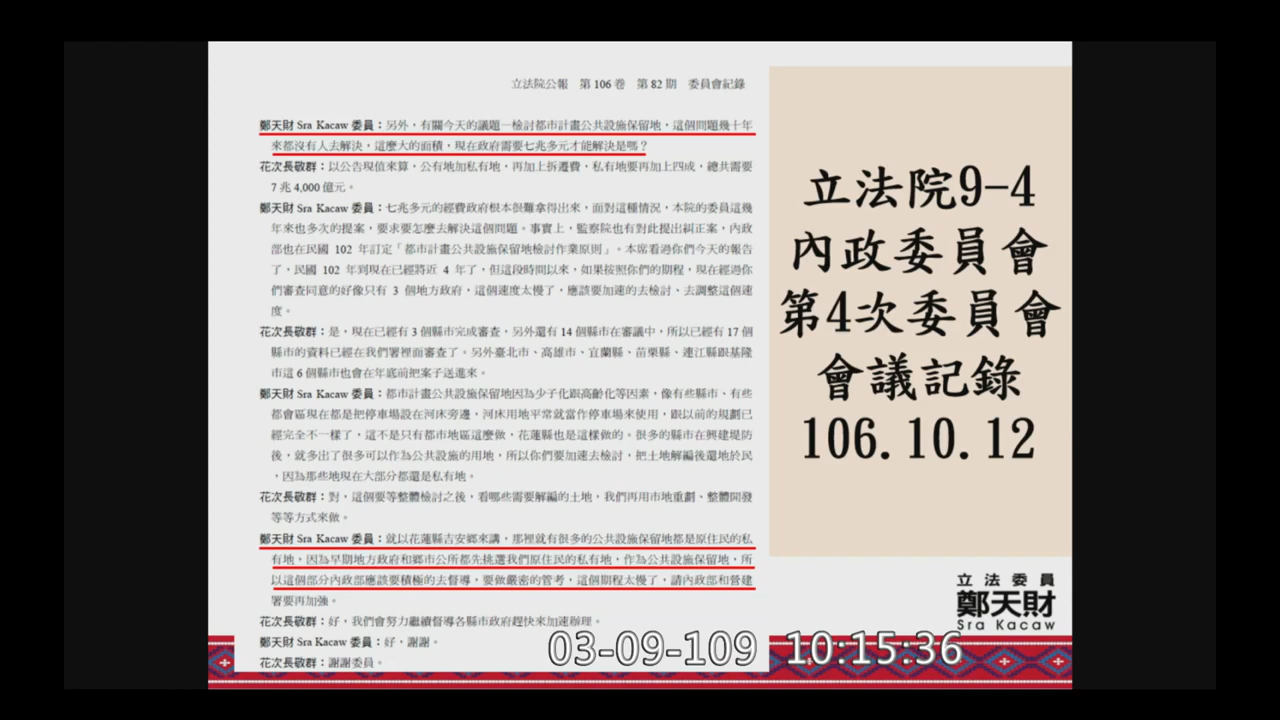 立法院公報　第 106 卷　第 82 期　委員會紀錄
鄭天財 Sra Kacaw 委員：另外，有關今天的議題－檢討都市計畫公共設施保留地，這個問題幾十年
來都沒有人去解決，這麼大的面積，現在政府需要七兆多元才能解決是嗎？
花次長敬群：以公告現值來算，公有地加私有地，再加上拆遷費，私有地要再加上四成，總共需要
7 兆 4,000 億元。
鄭天財 Sra Kacaw 委員：七兆多元的經費政府根本很難拿得出來，面對這種情況，本院的委員這幾
年來也多次的提案，要求要怎麼去解決這個問題。事實上，監察院也有對此提出糾正案，內政
部也在民國 102 年訂定「都市計畫公共設施保留地檢討作業原則」。本席看過你們今天的報告
了，民國 102 年到現在已經將近 4 年了，但這段時間以來，如果按照你們的期程，現在經過你
們審查同意的好像只有 3 個地方政府，這個速度太慢了，應該要加速的去檢討、去調整這個速
度。
花次長敬群：是，現在已經有 3 個縣市完成審查，另外還有 14 個縣市在審議中，所以已經有 17 個
縣市的資料已經在我們署裡面審查了。另外臺北市、高雄市、宜蘭縣、苗栗縣、連江縣跟基隆
市這 6 個縣市也會在年底前把案子送進來。
鄭天財 Sra Kacaw 委員：都市計畫公共設施保留地因為少子化跟高齡化等因素，像有些縣市、有些
都會區現在都是把停車場設在河床旁邊，河床用地平常就當作停車場來使用，跟以前的規劃已
經完全不一樣了，這不是只有都市地區這麼做，花蓮縣也是這樣做的。很多的縣市在興建堤防
後，就多出了很多可以作為公共設施的用地，所以你們要加速去檢討，把土地解編後還地於民
，因為那些地現在大部分都還是私有地。
花次長敬群：對，這個要等整體檢討之後，看哪些需要解編的土地，我們再用市地重劃、整體開發
等等方式來做。
鄭天財 Sra Kacaw 委員：就以花蓮縣吉安鄉來講，那裡就有很多的公共設施保留地都是原住民的私
有地，因為早期地方政府和鄉市公所都先挑選我們原住民的私有地，作為公共設施保留地，所
以這個部分內政部應該要積極的去督導，要做嚴密的管考，這個期程太慢了，請內政部和營建
署要再加強。
花次長敬群：好，我們會努力繼續督導各縣市政府趕快來加速辦理。
鄭天財 Sra Kacaw 委員：好，謝謝。
花次長敬群：謝謝委員。
立法院9-4
內政委員會
第4次委員會
會議記錄
106.10.12
立法委員
鄭天財
Sra Kacaw
03-09-109 10:15:36